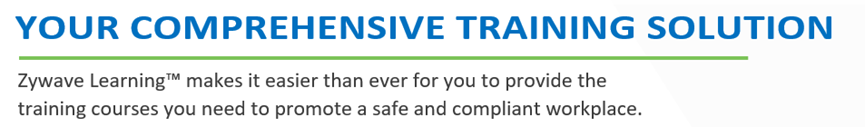 YOUR COMPREHENSIVE TRAINING SOLUTION
Zywave Learning™ makes it easier than ever for you to provide the
training courses you need to promote a safe and compliant workplace.